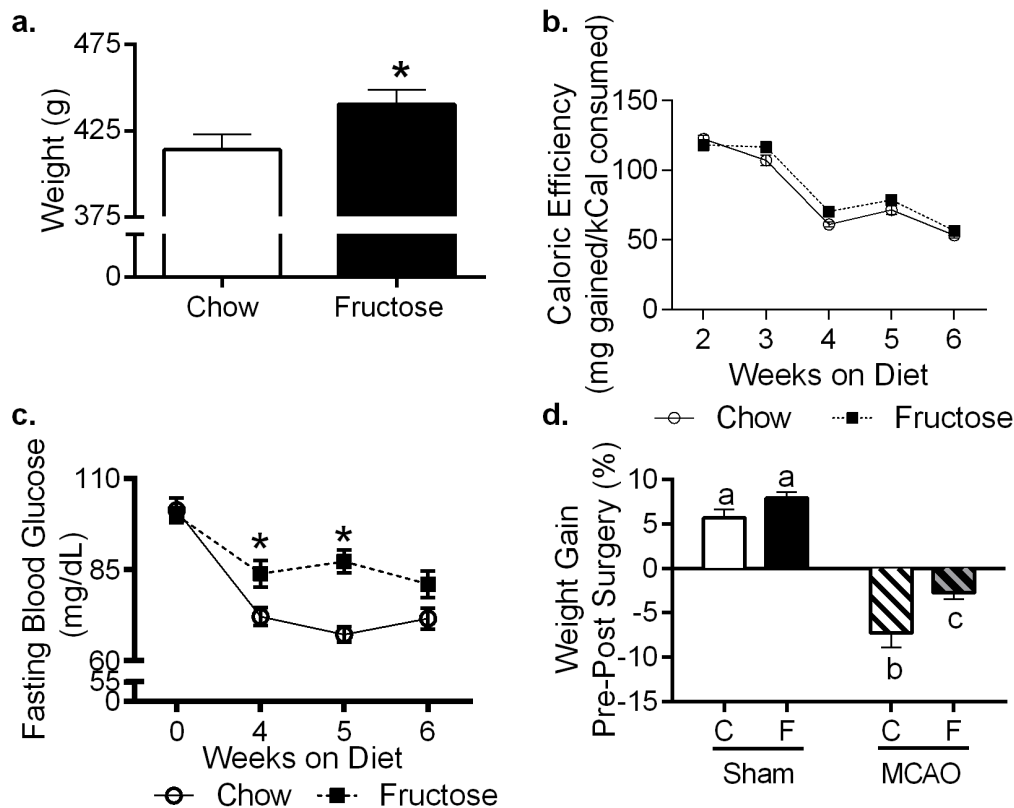 a.
Weight (g)
475
425
375
0
*
Chow
Fructose
b.
Caloric Efficiency
(mg gained/kCal consumed)
150
100
50
0
2 3 4 5 6
Weeks on Diet
Chow Fructose
c.
Fasting Blood Glucose
(mg/dL)
110
85
60
55
0
* *
0 4 5 6
Weeks on Diet
Chow Fructose
d.
Weight Gain
Pre-Post Surgery (%)
10
5
0
-5
-10
-15
a a
b c
C F C F
Sham MCAO